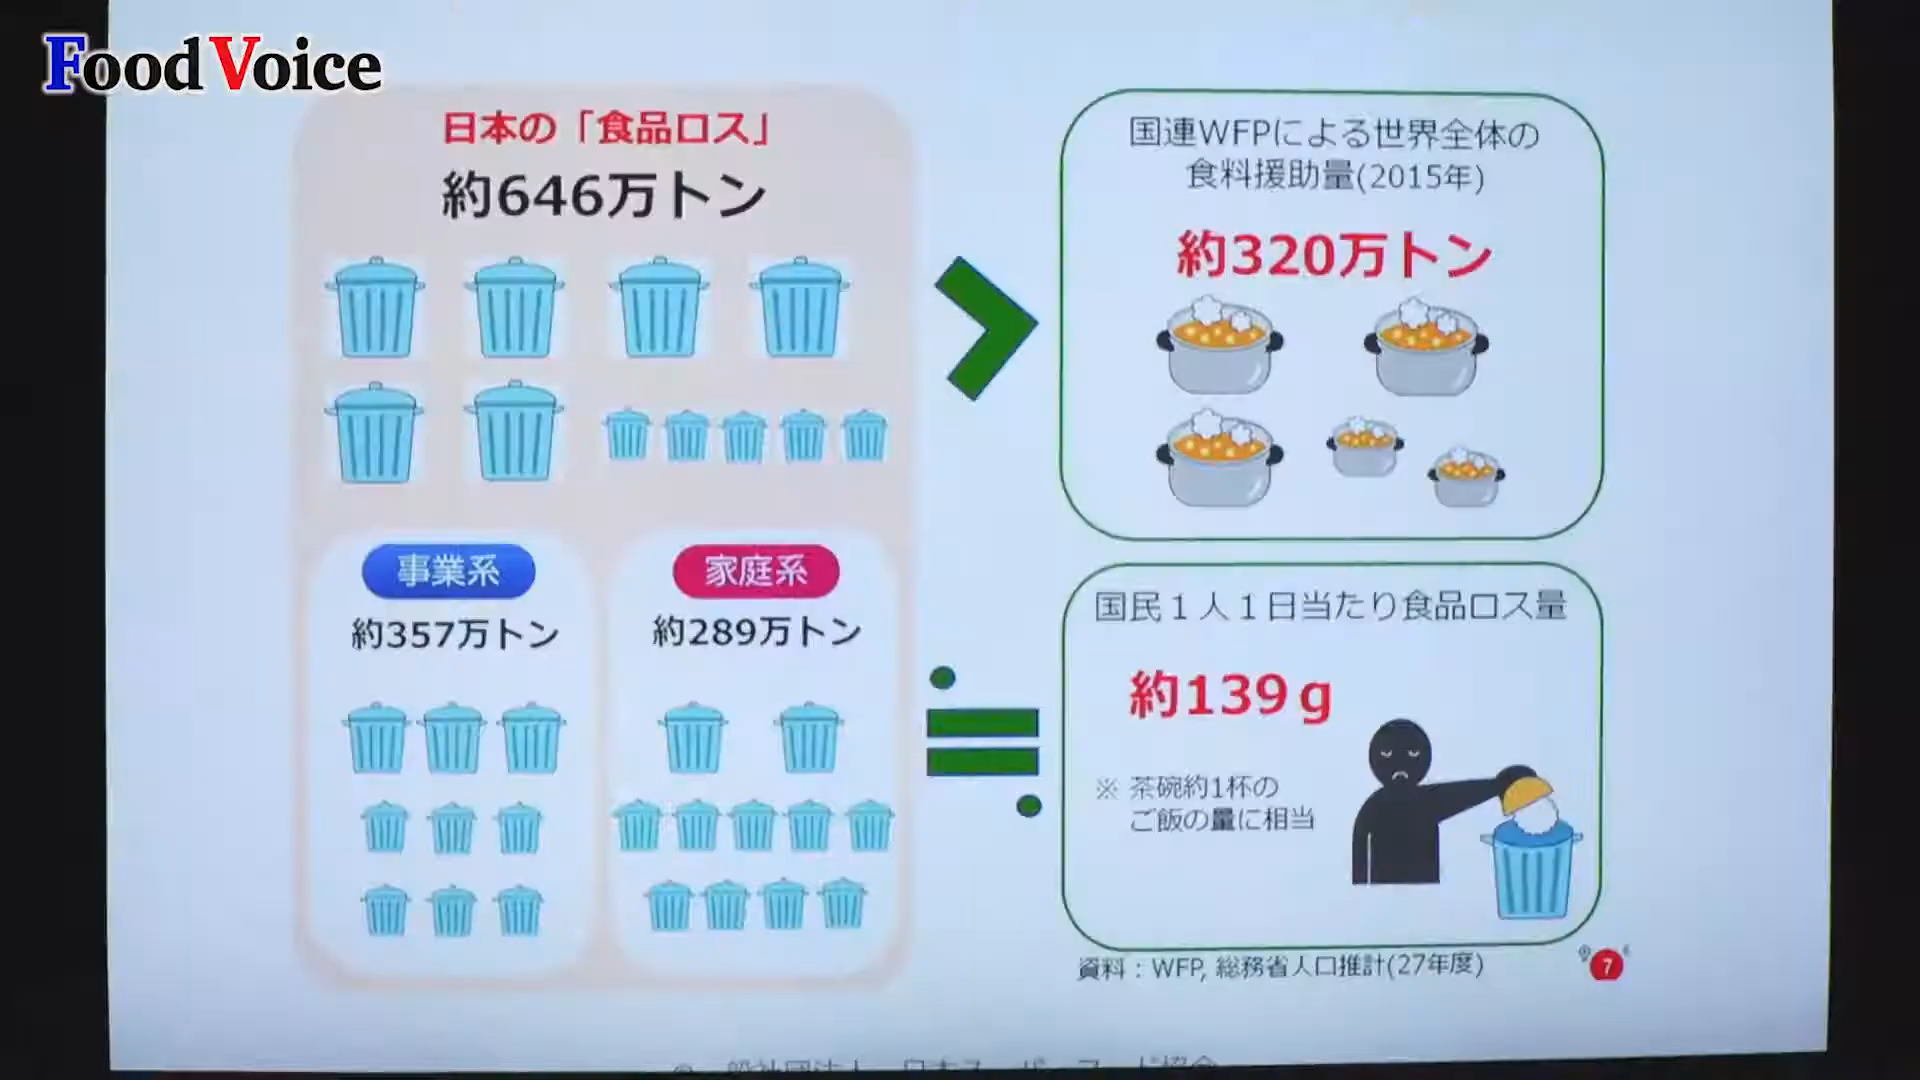 Food Voice
日本の「食品ロス」
約646万トン
事業系
約357万トン
家庭系
約289万トン
国連WFPによる世界全体の
食料援助量(2015年)
約320万トン
国民1人1日当たり食品ロス量
約139g
※ 茶碗約1杯の
ご飯の量に相当
資料：WFP, 総務省人口推計(27年度)
7